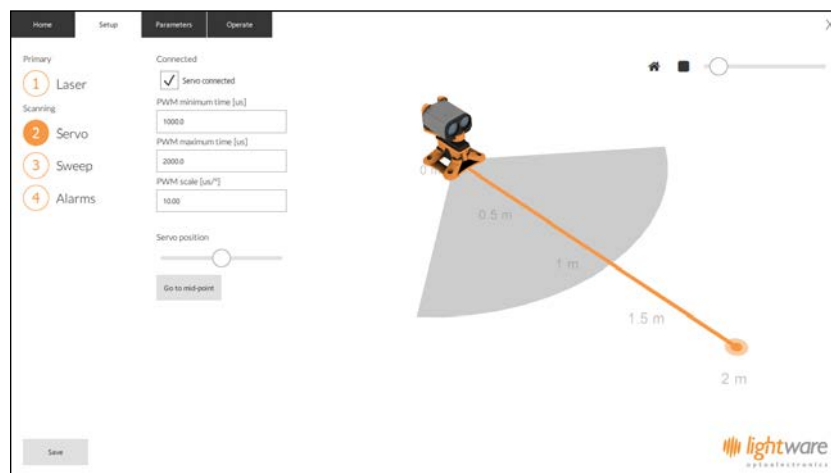 Home Setup Parameters Operate
Primary
1 Laser
Scanning
2 Servo
3 Sweep
4 Alarms
Connected
Servo connected
PWM minimum time [us]
1000.0
PWM maximum time [us]
2000.0
PWM scale [us/°]
10.00
Servo position
Go to mid-point
Save
0.5 m
1 m
1.5 m
2 m
lightware
optoelectronics